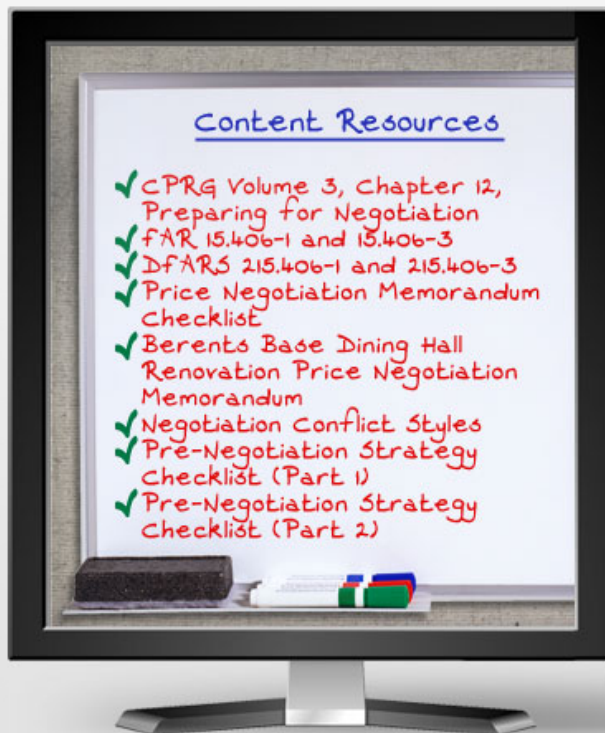 Content Resources
CPRG Volume 3, Chapter 12,
Preparing for Negotiation
fAR 15.406-1 and 15.406-3
DfARS 215.406-1 and 215.406-3
Price Negotiation Memorandum
Checklist
Berents Base Dining Hall
Renovation Price Negotiation
Memorandum
Negotiation Conflict Styles
Pre-Negotiation Strategy
Checklist (Part 1)
Pre-Negotiation Strategy
Checklist (Part 2)